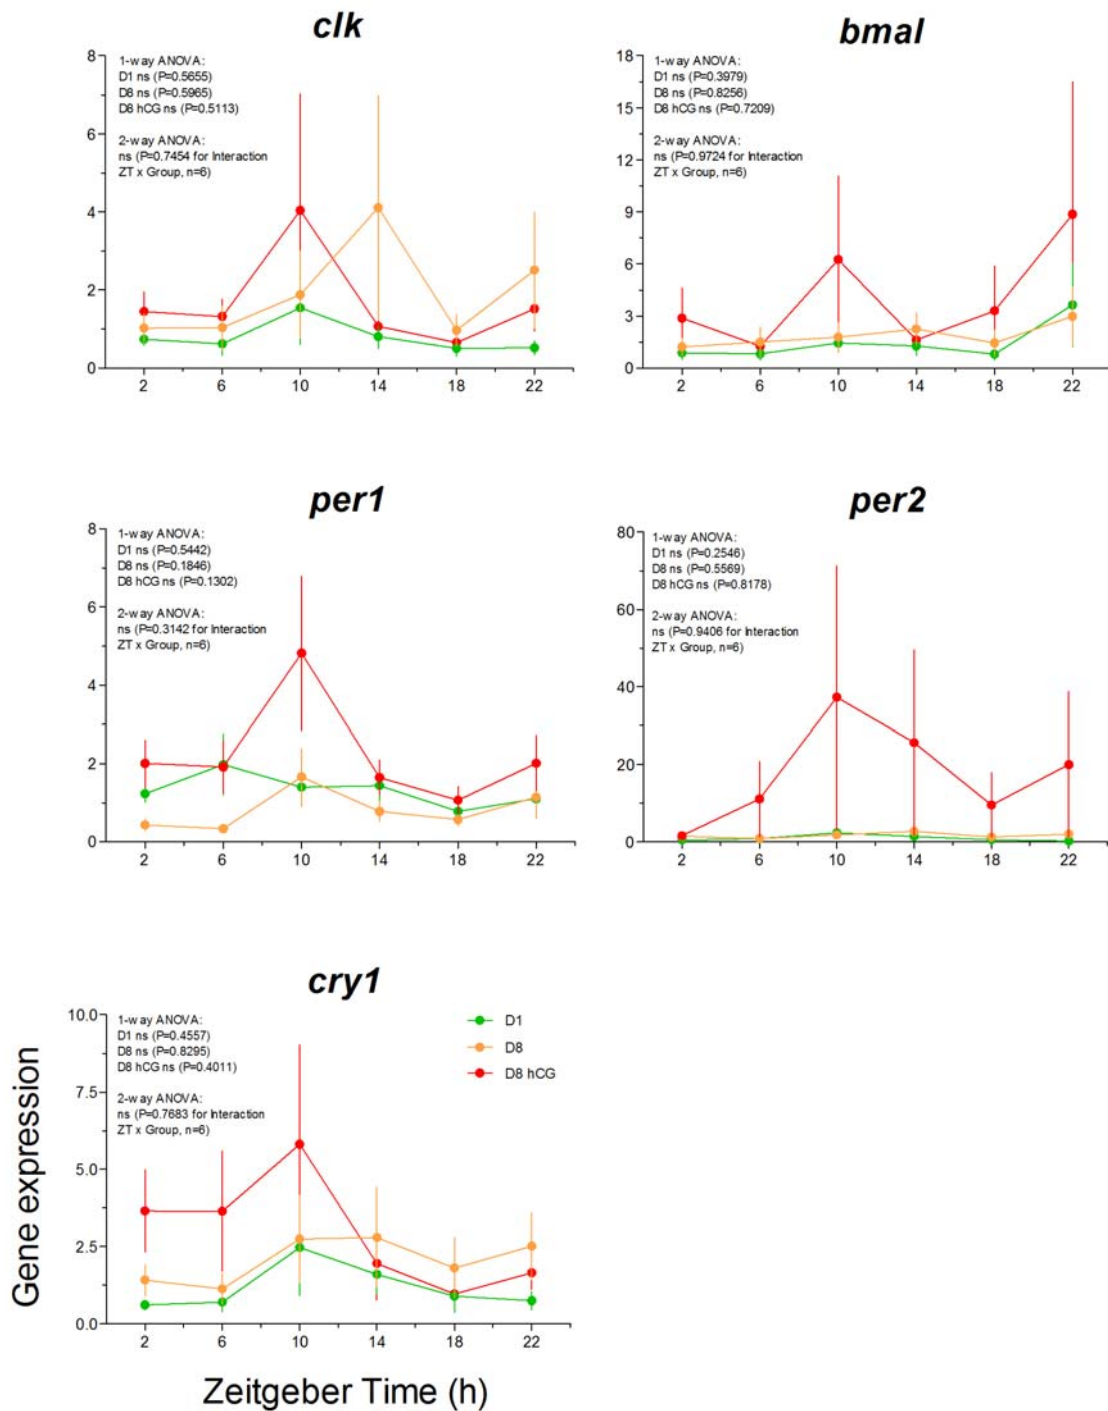 clk
8
6
4
2
0
1-way ANOVA:
D1 ns (P=0.5655)
D8 ns (P=0.5965)
D8 hCG ns (P=0.5113)
2-way ANOVA:
ns (P=0.7454 for Interaction
ZT x Group, n=6)
2 6 10 14 18 22
bmal
18
15
12
9
6
3
0
1-way ANOVA:
D1 ns (P=0.3979)
D8 ns (P=0.8256)
D8 hCG ns (P=0.7209)
2-way ANOVA:
ns (P=0.9724 for Interaction
ZT x Group, n=6)
2 6 10 14 18 22
per1
8
6
4
2
0
1-way ANOVA:
D1 ns (P=0.5442)
D8 ns (P=0.1846)
D8 hCG ns (P=0.1302)
2-way ANOVA:
ns (P=0.3142 for Interaction
ZT x Group, n=6)
2 6 10 14 18 22
per2
80
60
40
20
0
1-way ANOVA:
D1 ns (P=0.2546)
D8 ns (P=0.5569)
D8 hCG ns (P=0.8178)
2-way ANOVA:
ns (P=0.9406 for Interaction
ZT x Group, n=6)
2 6 10 14 18 22
cry1
10.0
7.5
5.0
2.5
0.0
1-way ANOVA:
D1 ns (P=0.4557)
D8 ns (P=0.8295)
D8 hCG ns (P=0.4011)
2-way ANOVA:
ns (P=0.7683 for Interaction
ZT x Group, n=6)
D1
D8
D8 hCG
2 6 10 14 18 22
Gene expression
Zeitgeber Time (h)